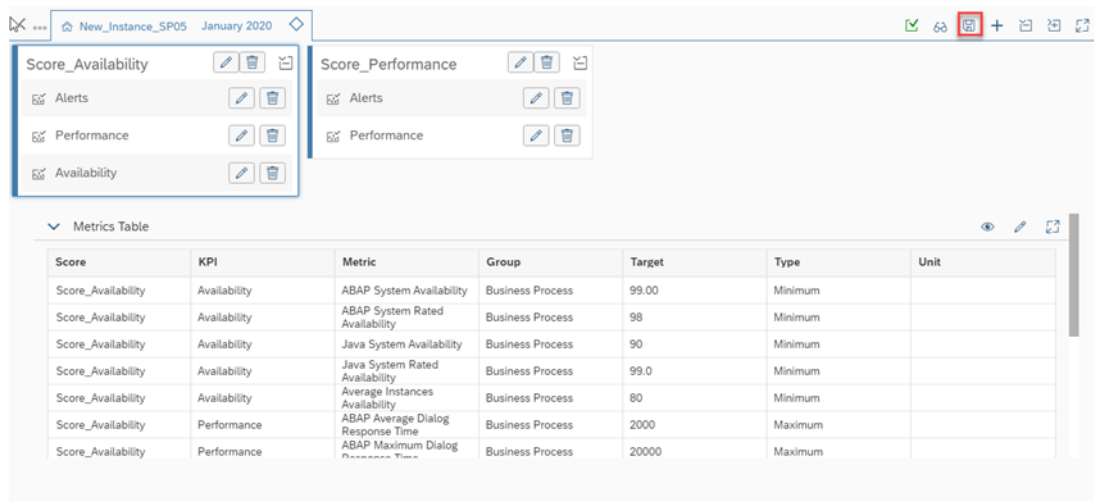 New_Instance_SP05 January 2020
Score_Availability
Alerts
Performance
Availability
Score_Performance
Alerts
Performance
Metrics Table
Score KPI Metric Group Target Type Unit
Score_Availability Availability ABAP System Availability Business Process 99.00 Minimum
Score_Availability Availability ABAP System Rated Availability Business Process 98 Minimum
Score_Availability Availability Java System Availability Business Process 90 Minimum
Score_Availability Availability Java System Rated Availability Business Process 99.0 Minimum
Score_Availability Availability Average Instances Availability Business Process 80 Minimum
Score_Availability Performance ABAP Average Dialog Response Time Business Process 2000 Maximum
Score_Availability Performance ABAP Maximum Dialog Response Time Business Process 20000 Maximum